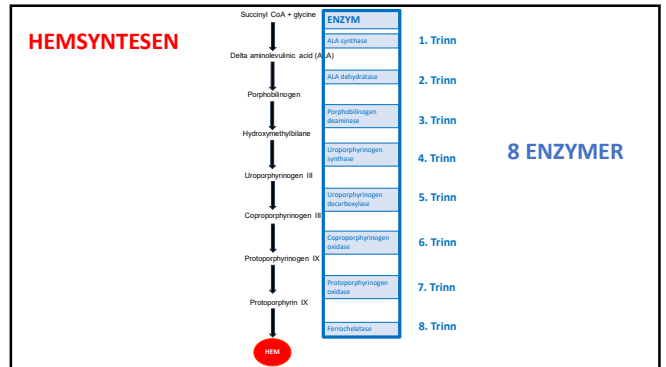 Succinyl CoA + glycine
ENZYM
HEMSYNTESEN
ALA synthase
1. Trinn
Delta aminolevulinic acid (ALA)
ALA dehydratase
2. Trinn
Porphobilinogen
Porphobilinogen
deaminase
3. Trinn
Hydroxymethylbilane
Uroporphyrinogen
synthase
4. Trinn
8 ENZYMER
Uroporphyrinogen III
Uroporphyrinogen
decarboxylase
5. Trinn
Coproporphyrinogen III
Coproporphyrinogen
oxidase
6. Trinn
Protoporphyrinogen IX
Protoporphyrinogen
oxidase
7. Trinn
Protoporphyrin IX
Ferrochelatase
8. Trinn
HEM